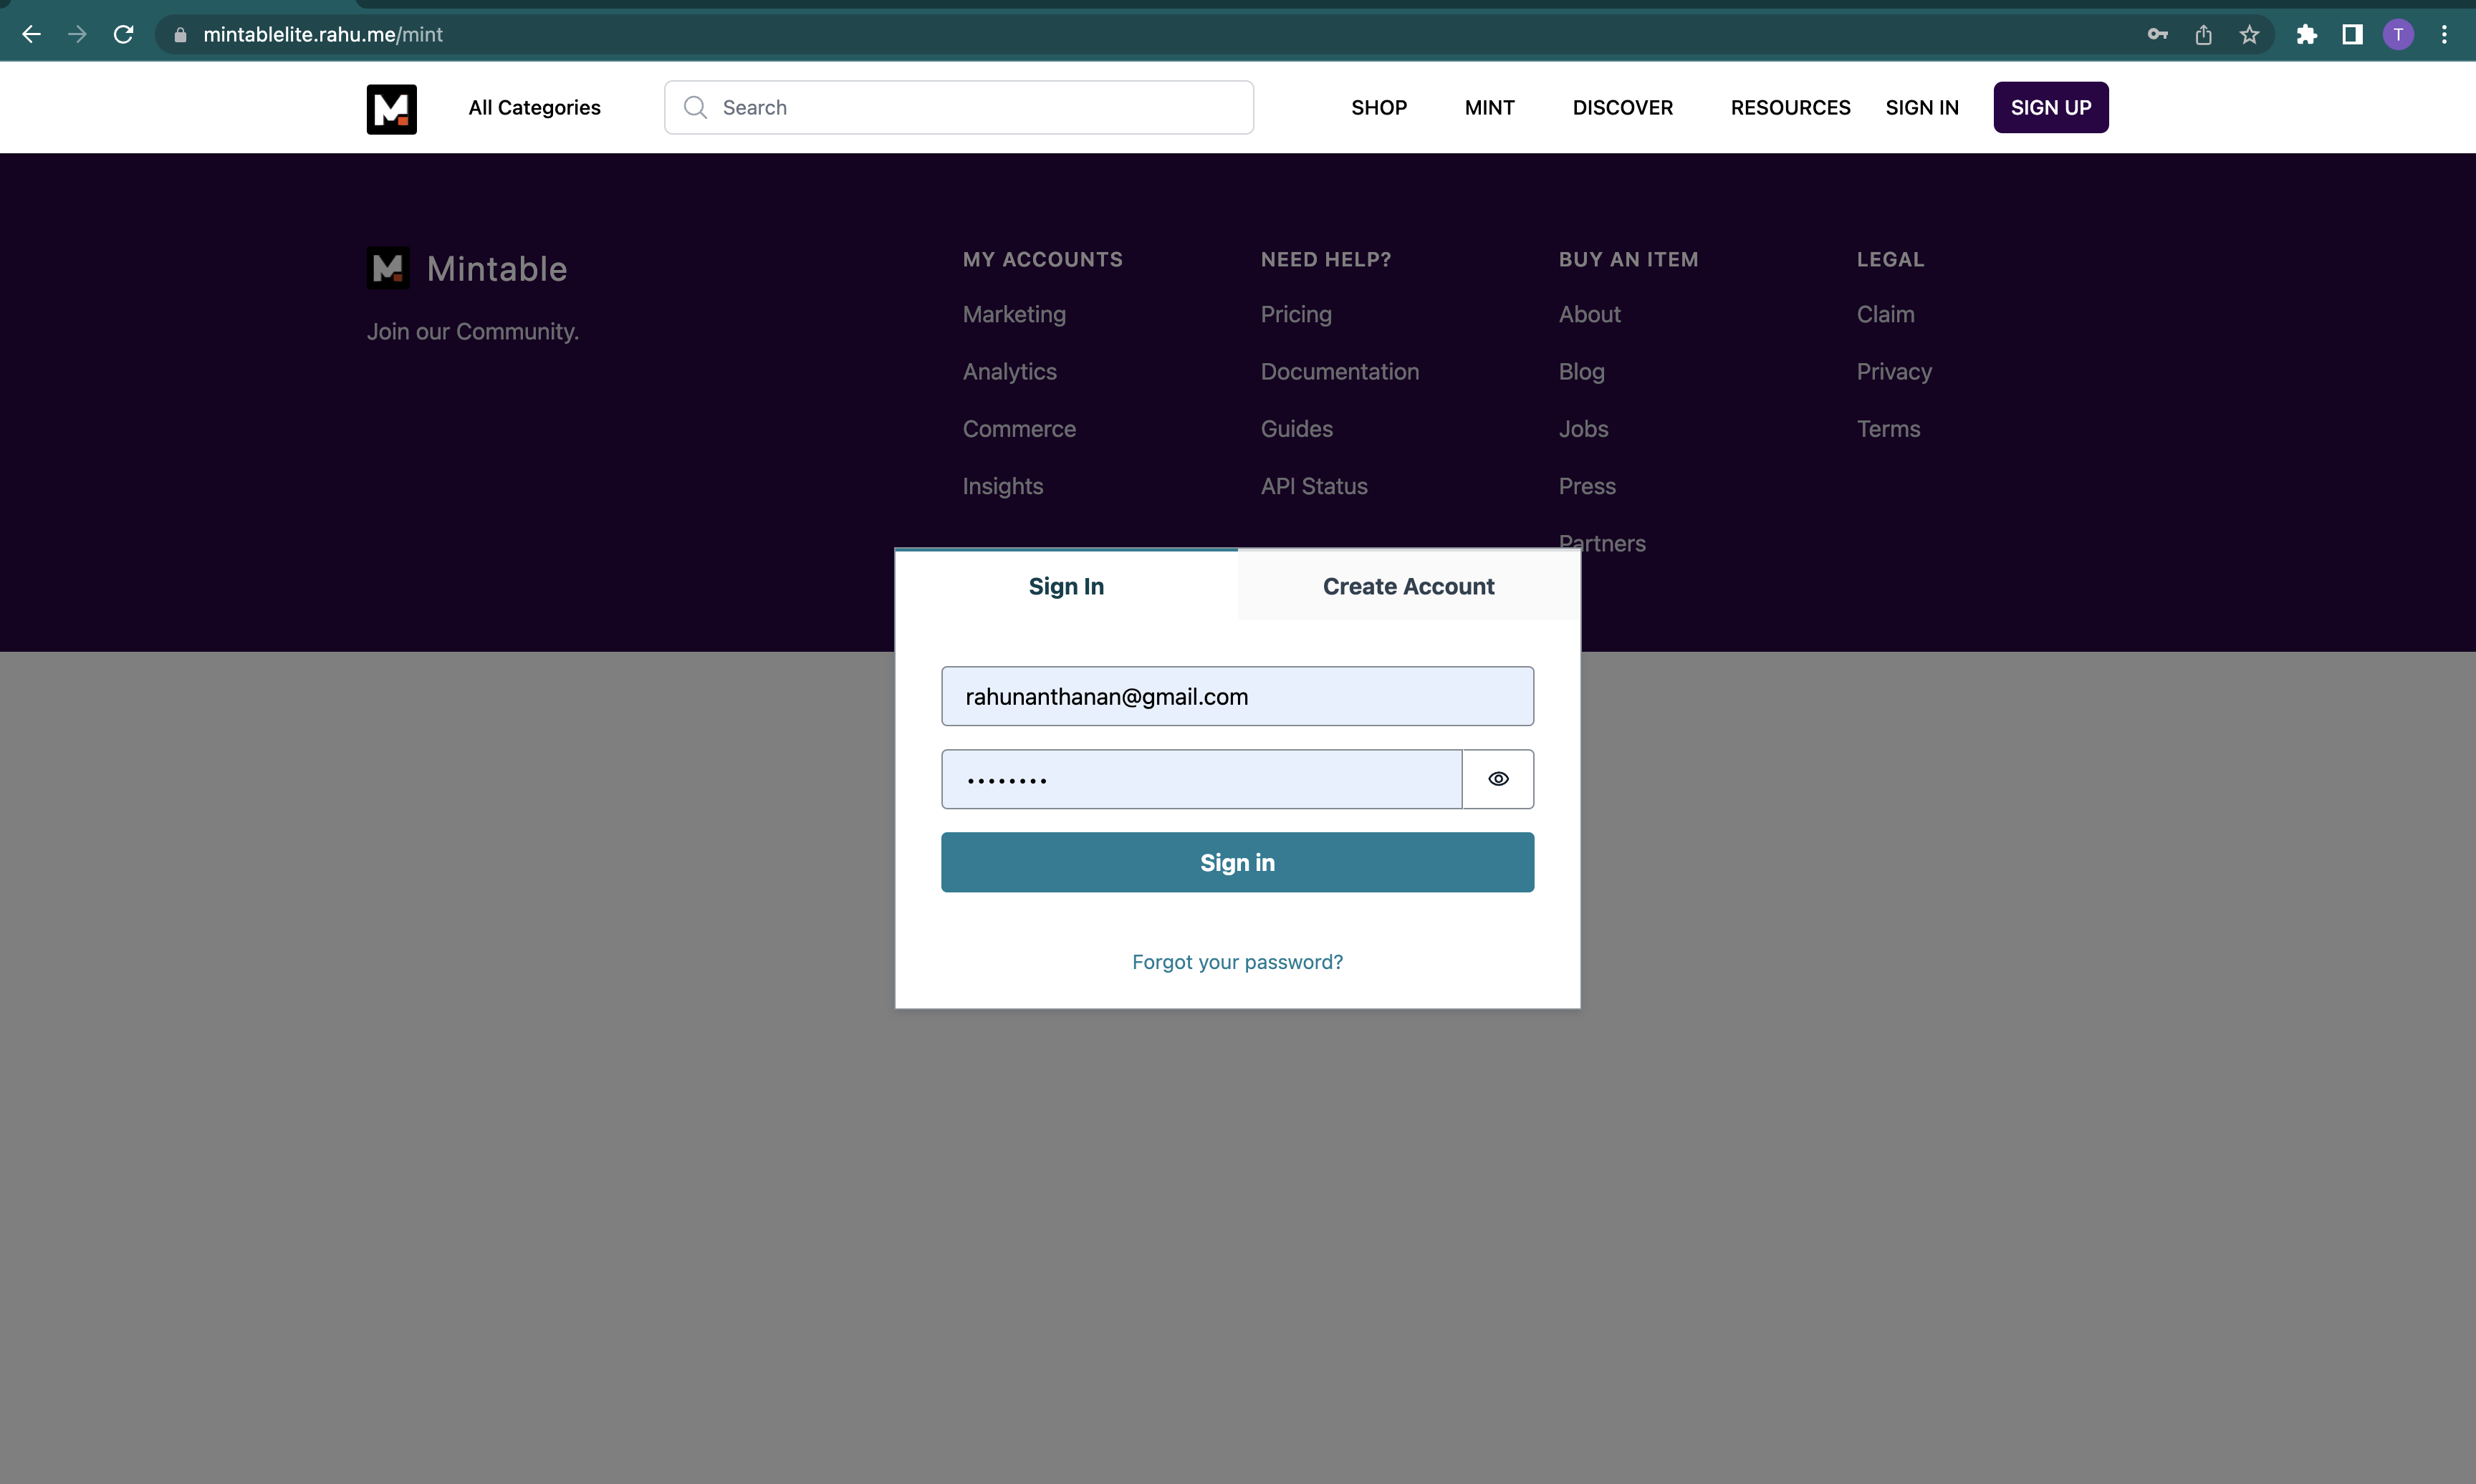 mintablelite.rahu.me/mint
T
M
All Categories
Search
SHOP
MINT
DISCOVER
RESOURCES
SIGN IN
SIGN UP
M
Mintable
Join our Community.
MY ACCOUNTS
Marketing
Analytics
Commerce
Insights
NEED HELP?
Pricing
Documentation
Guides
API Status
BUY AN ITEM
About
Blog
Jobs
Press
Partners
LEGAL
Claim
Privacy
Terms
Sign In
Create Account
rahunanthanan@gmail.com
••••••••
Sign in
Forgot your password?